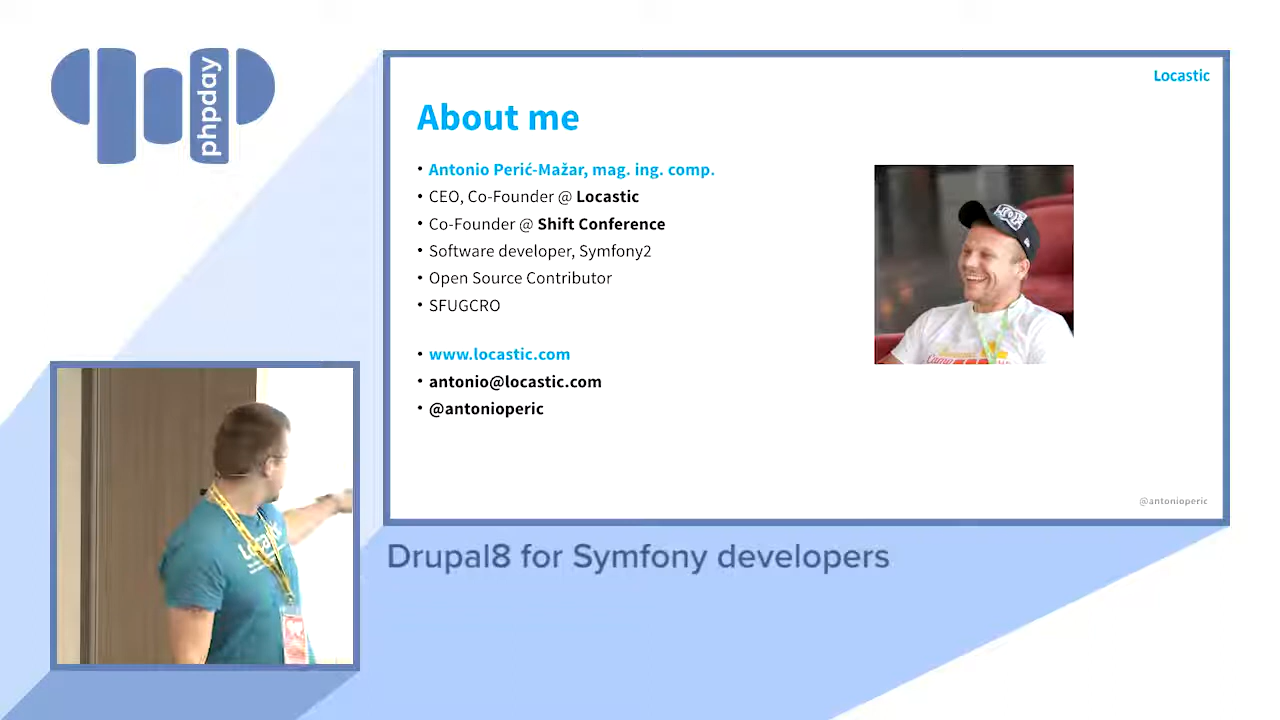 phpday
Locastic
About me
• Antonio Perić-Mažar, mag. ing. comp.
• CEO, Co-Founder @ Locastic
• Co-Founder @ Shift Conference
• Software developer, Symfony2
• Open Source Contributor
• SFUGCRO
• www.locastic.com
• antonio@locastic.com
• @antonioperic
@antonioperic
Drupal8 for Symfony developers